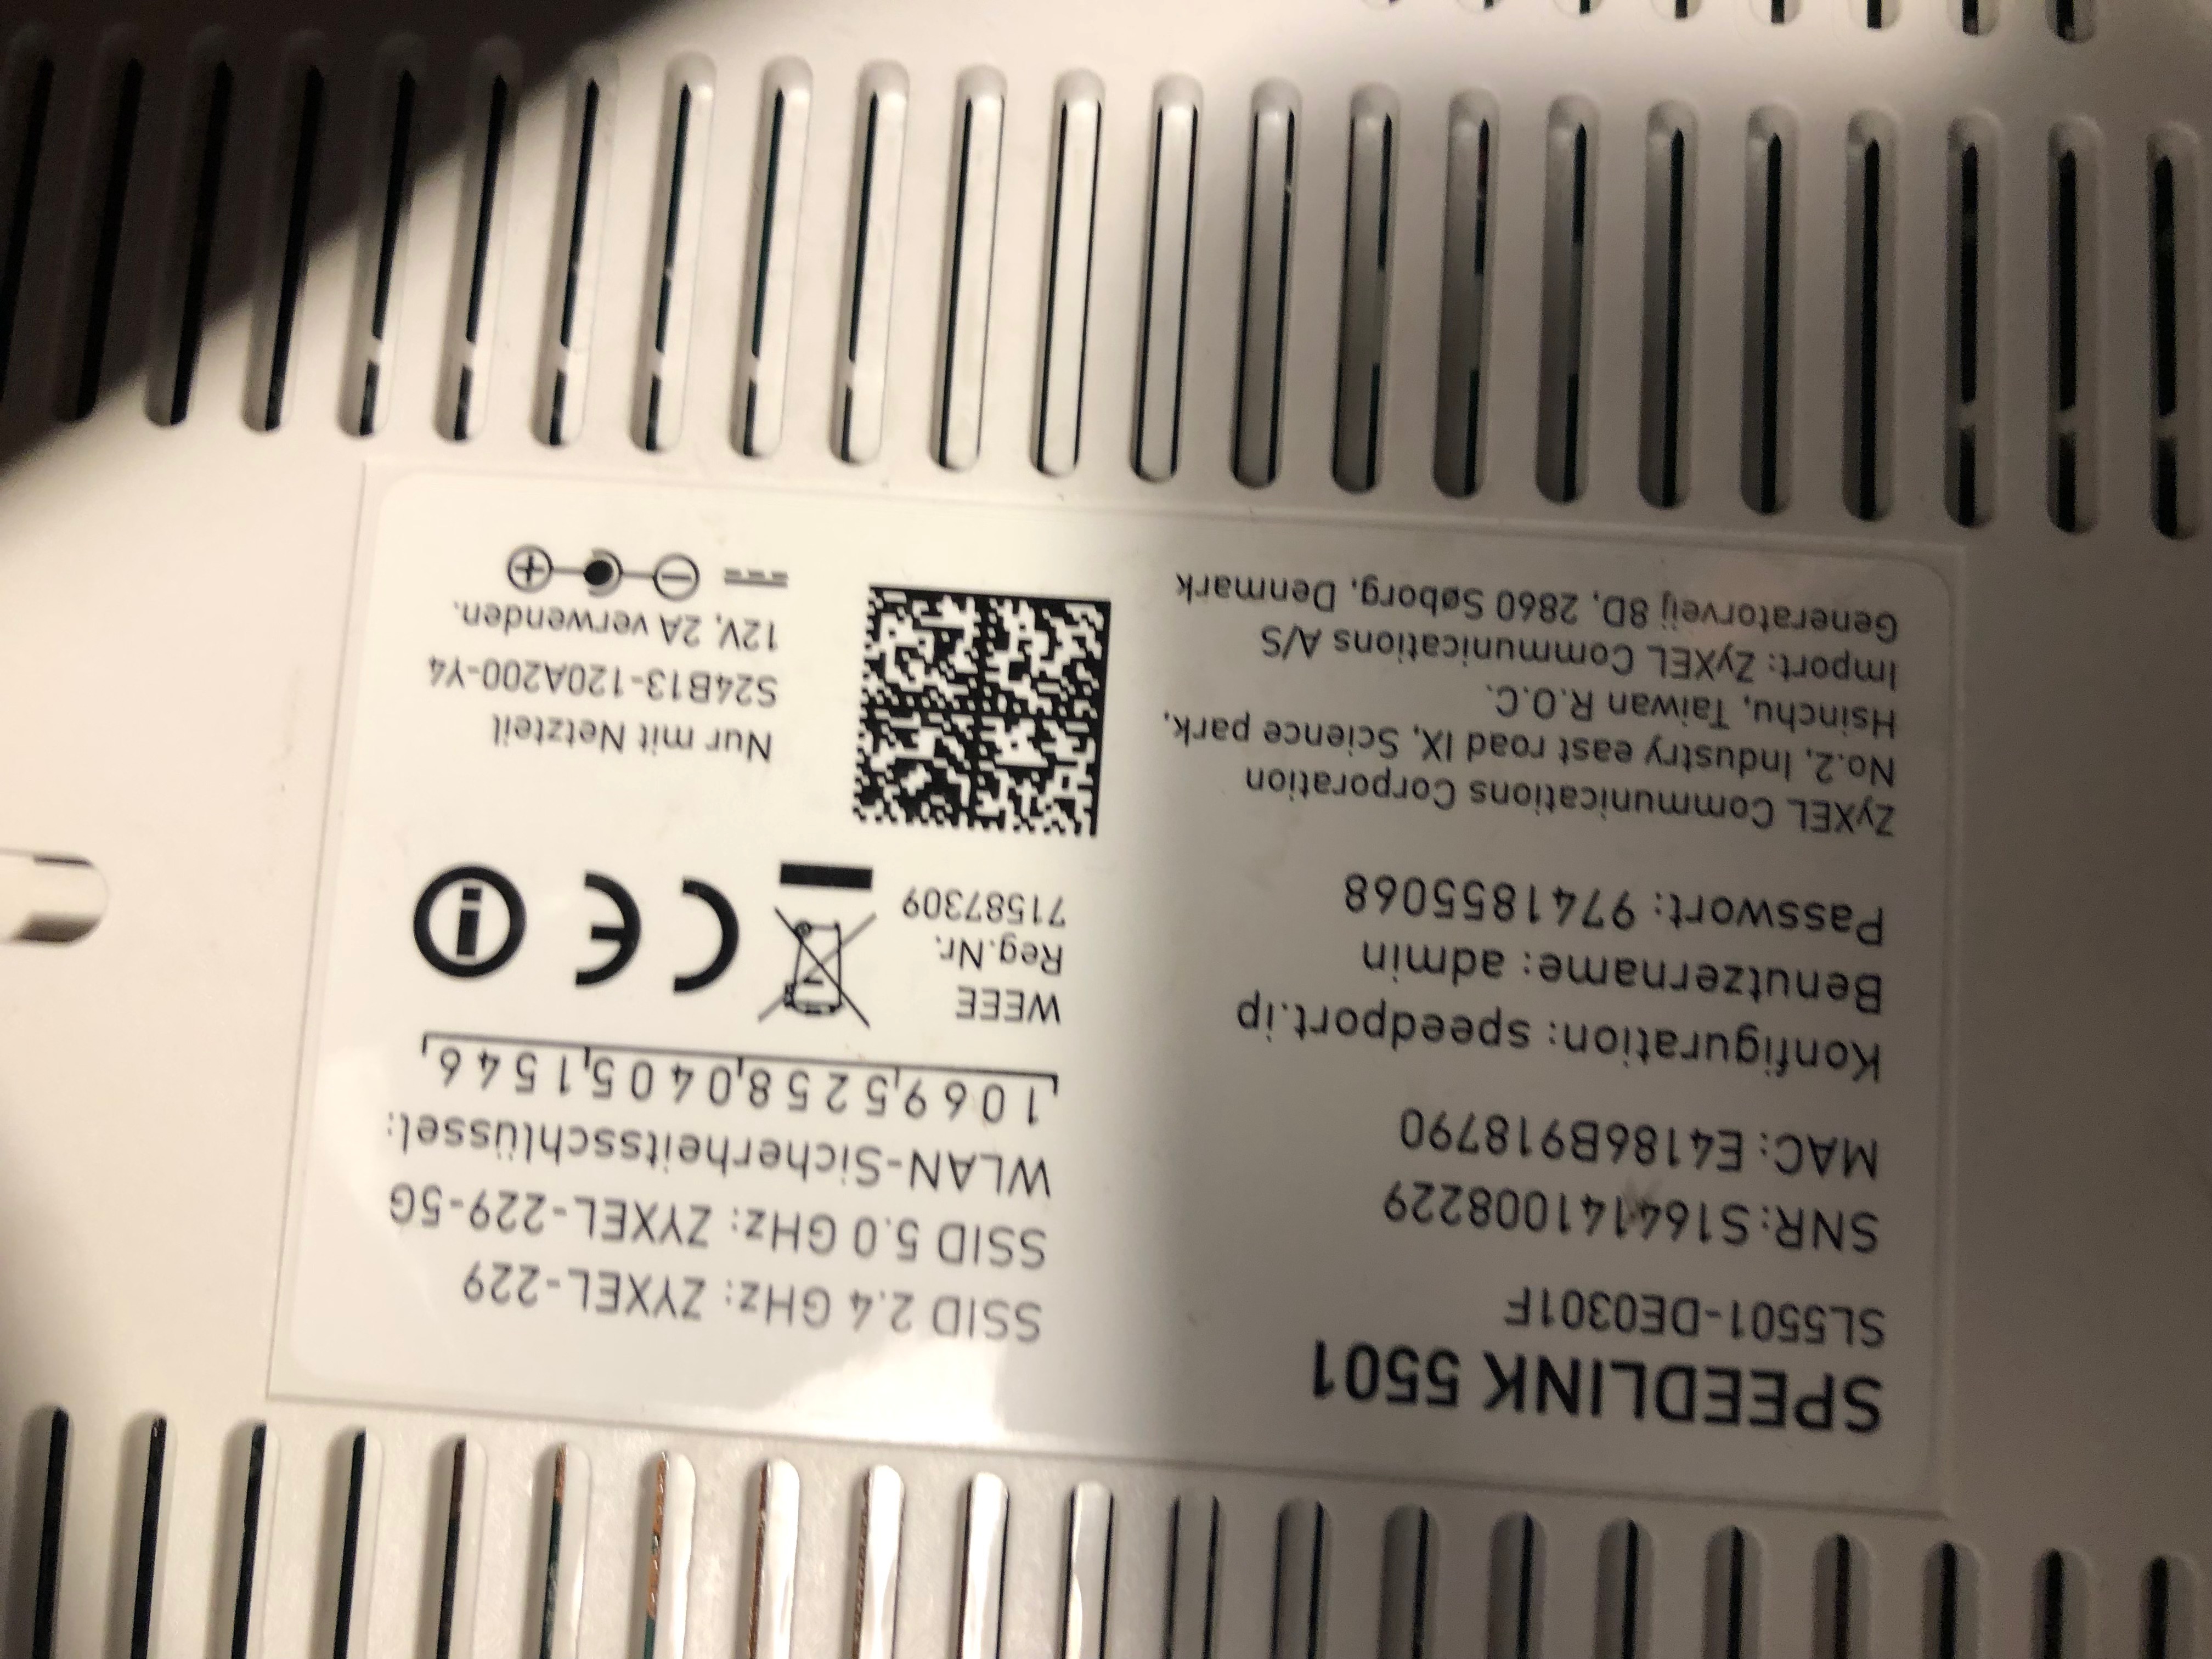 SPEEDLINK 5501
SL5501-DE0301F
SNR: S164141008229
MAC: E4186B918790
Konfiguration: speedport.ip
Benutzername: admin
Passwort: 9741855068
ZyXEL Communications Corporation
No.2, Industry east road IX, Science park,
Hsinchu, Taiwan R.O.C.
Import: ZyXEL Communications A/S
Generatorveij 8D, 2860 Søborg, Denmark
SSID 2.4 GHz: ZYXEL-229
SSID 5.0 GHz: ZYXEL-229-5G
WLAN-Sicherheitsschlüssel:
1069 5258 0405 1546
WEEE
Reg.Nr.
71587309
CE
Nur mit Netzteil
S24B13-120A200-Y4
12V, 2A verwenden.